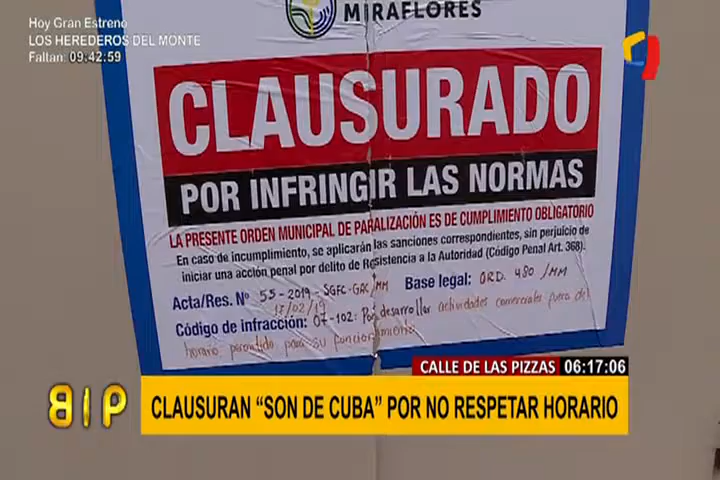 Hoy Gran Estreno
LOS HEREDEROS DEL MONTE
Faltan: 09:42:59
MIRAFLORES
CLAUSURADO
POR INFRINGIR LAS NORMAS
LA PRESENTE ORDEN MUNICIPAL DE PARALIZACIÓN ES DE CUMPLIMIENTO OBLIGATORIO
En caso de incumplimiento, se aplicarán las sanciones correspondientes, sin perjuicio de
iniciar una acción penal por delito de Resistencia a la Autoridad (Código Penal Art. 368).
Acta/Res. Nº 55-2019-SGFC-GAC/MM Base legal: ORD. 480/MM
17/02/19
Código de infracción: 07-102: Por desarrollar actividades comerciales fuera del
horario permitido para su funcionamiento
CALLE DE LAS PIZZAS 06:17:06
BIP CLAUSURAN “SON DE CUBA” POR NO RESPETAR HORARIO